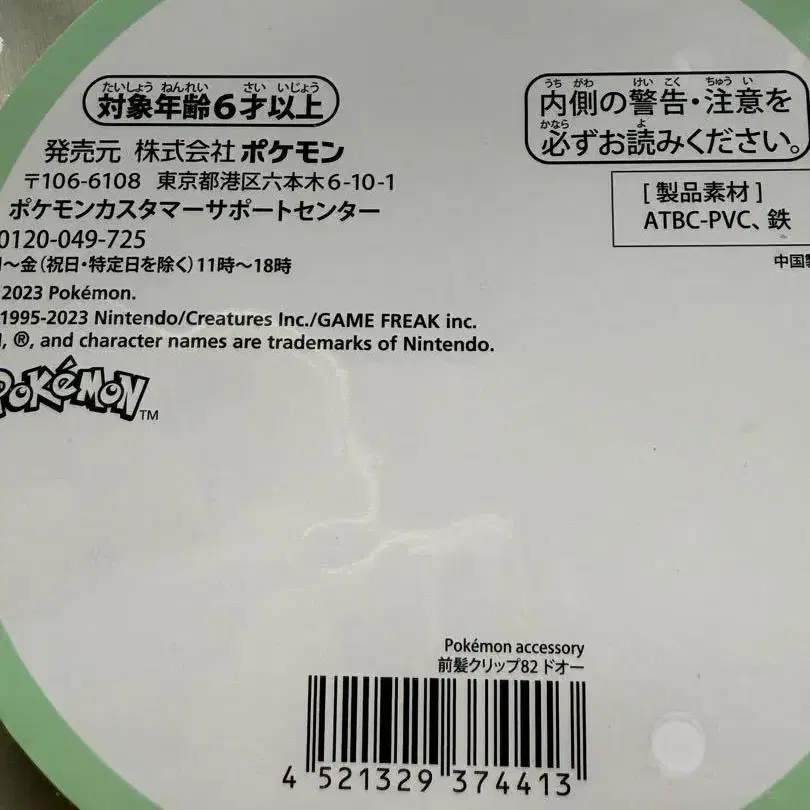 たいしょう ねんれい さい いじょう
対象年齢6才以上
発売元 株式会社ポケモン
〒106-6108 東京都港区六本木6-10-1
ポケモンカスタマーサポートセンター
0120-049-725
～金(祝日・特定日を除く)11時～18時
2023 Pokémon.
1995-2023 Nintendo/Creatures Inc./GAME FREAK inc.
, ®, and character names are trademarks of Nintendo.
POKéMON TM
うち がわ けい こく ちゅう い
内側の警告・注意を
かなら よ
必ずお読みください。
[製品素材]
ATBC-PVC、鉄
中国製
Pokémon accessory
前髪クリップ82 ドオー
4 521329 374413